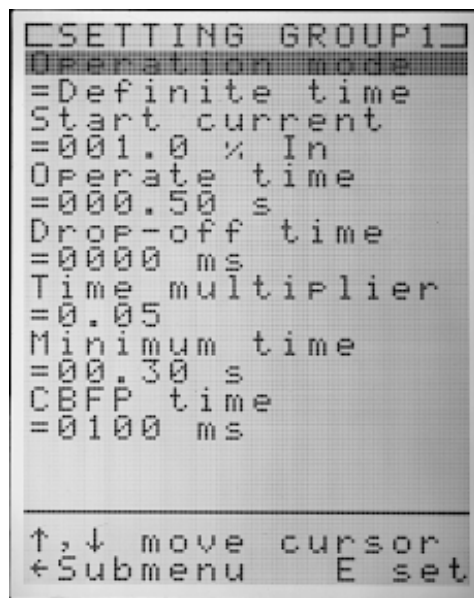 [SETTING GROUP1]
Operation mode
=Definite time
Start current
=001.0 % In
Operate time
=000.50 s
Drop-off time
=0000 ms
Time multiplier
=0.05
Minimum time
=00.30 s
CBFP time
=0100 ms
↑,↓ move cursor
←Submenu E set